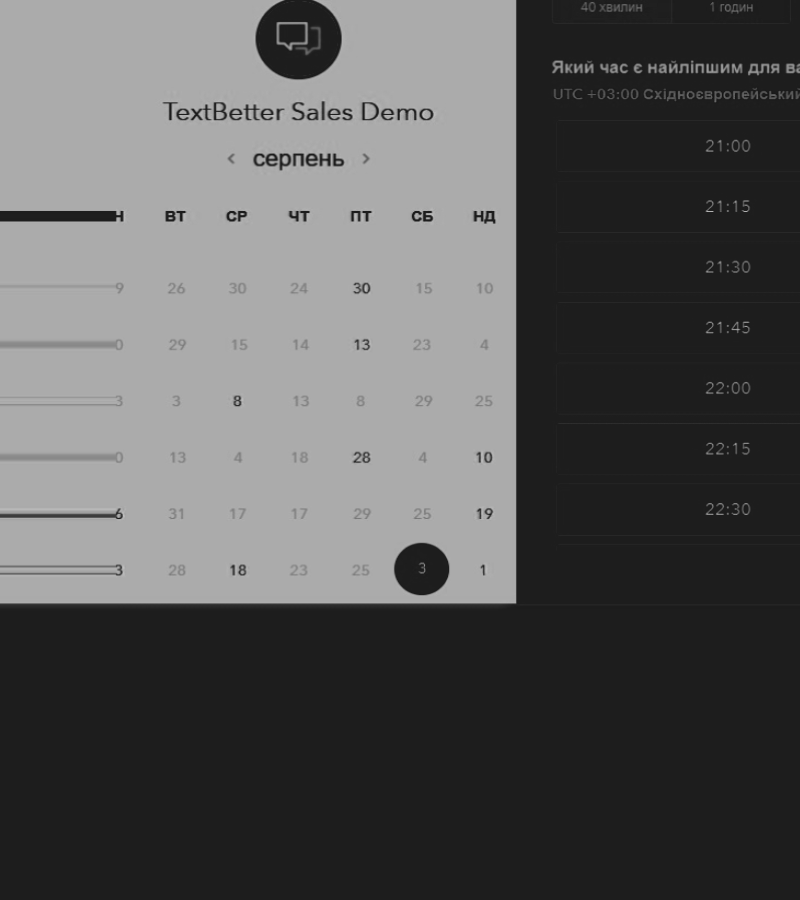 TextBetter Sales Demo
< серпень >
Н ВТ СР ЧТ ПТ СБ НД
9 26 30 24 30 15 10
0 29 15 14 13 23 4
3 3 8 13 8 29 25
0 13 4 18 28 4 10
6 31 17 17 29 25 19
3 28 18 23 25 3 1
40 хвилин 1 годин
Який час є найліпшим для ва
UTC +03:00 Східноєвропейський
21:00
21:15
21:30
21:45
22:00
22:15
22:30